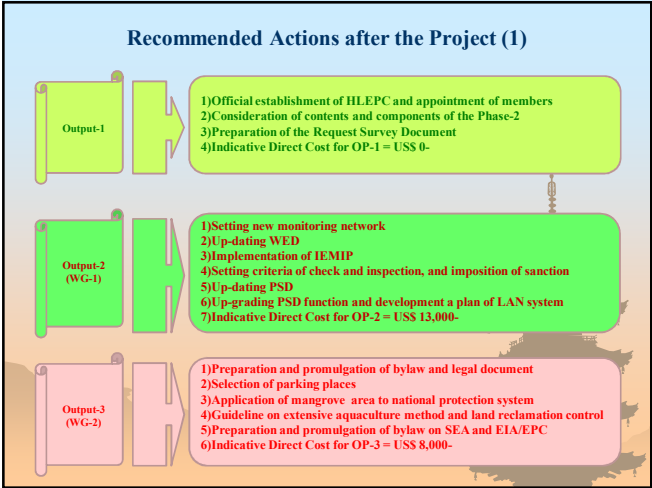 Recommended Actions after the Project (1)
Output-1
1)Official establishment of HLEPC and appointment of members
2)Consideration of contents and components of the Phase-2
3)Preparation of the Request Survey Document
4)Indicative Direct Cost for OP-1 = US$ 0-
Output-2
(WG-1)
1)Setting new monitoring network
2)Up-dating WED
3)Implementation of IEMIP
4)Setting criteria of check and inspection, and imposition of sanction
5)Up-dating PSD
6)Up-grading PSD function and development a plan of LAN system
7)Indicative Direct Cost for OP-2 = US$ 13,000-
Output-3
(WG-2)
1)Preparation and promulgation of bylaw and legal document
2)Selection of parking places
3)Application of mangrove area to national protection system
4)Guideline on extensive aquaculture method and land reclamation control
5)Preparation and promulgation of bylaw on SEA and EIA/EPC
6)Indicative Direct Cost for OP-3 = US$ 8,000-